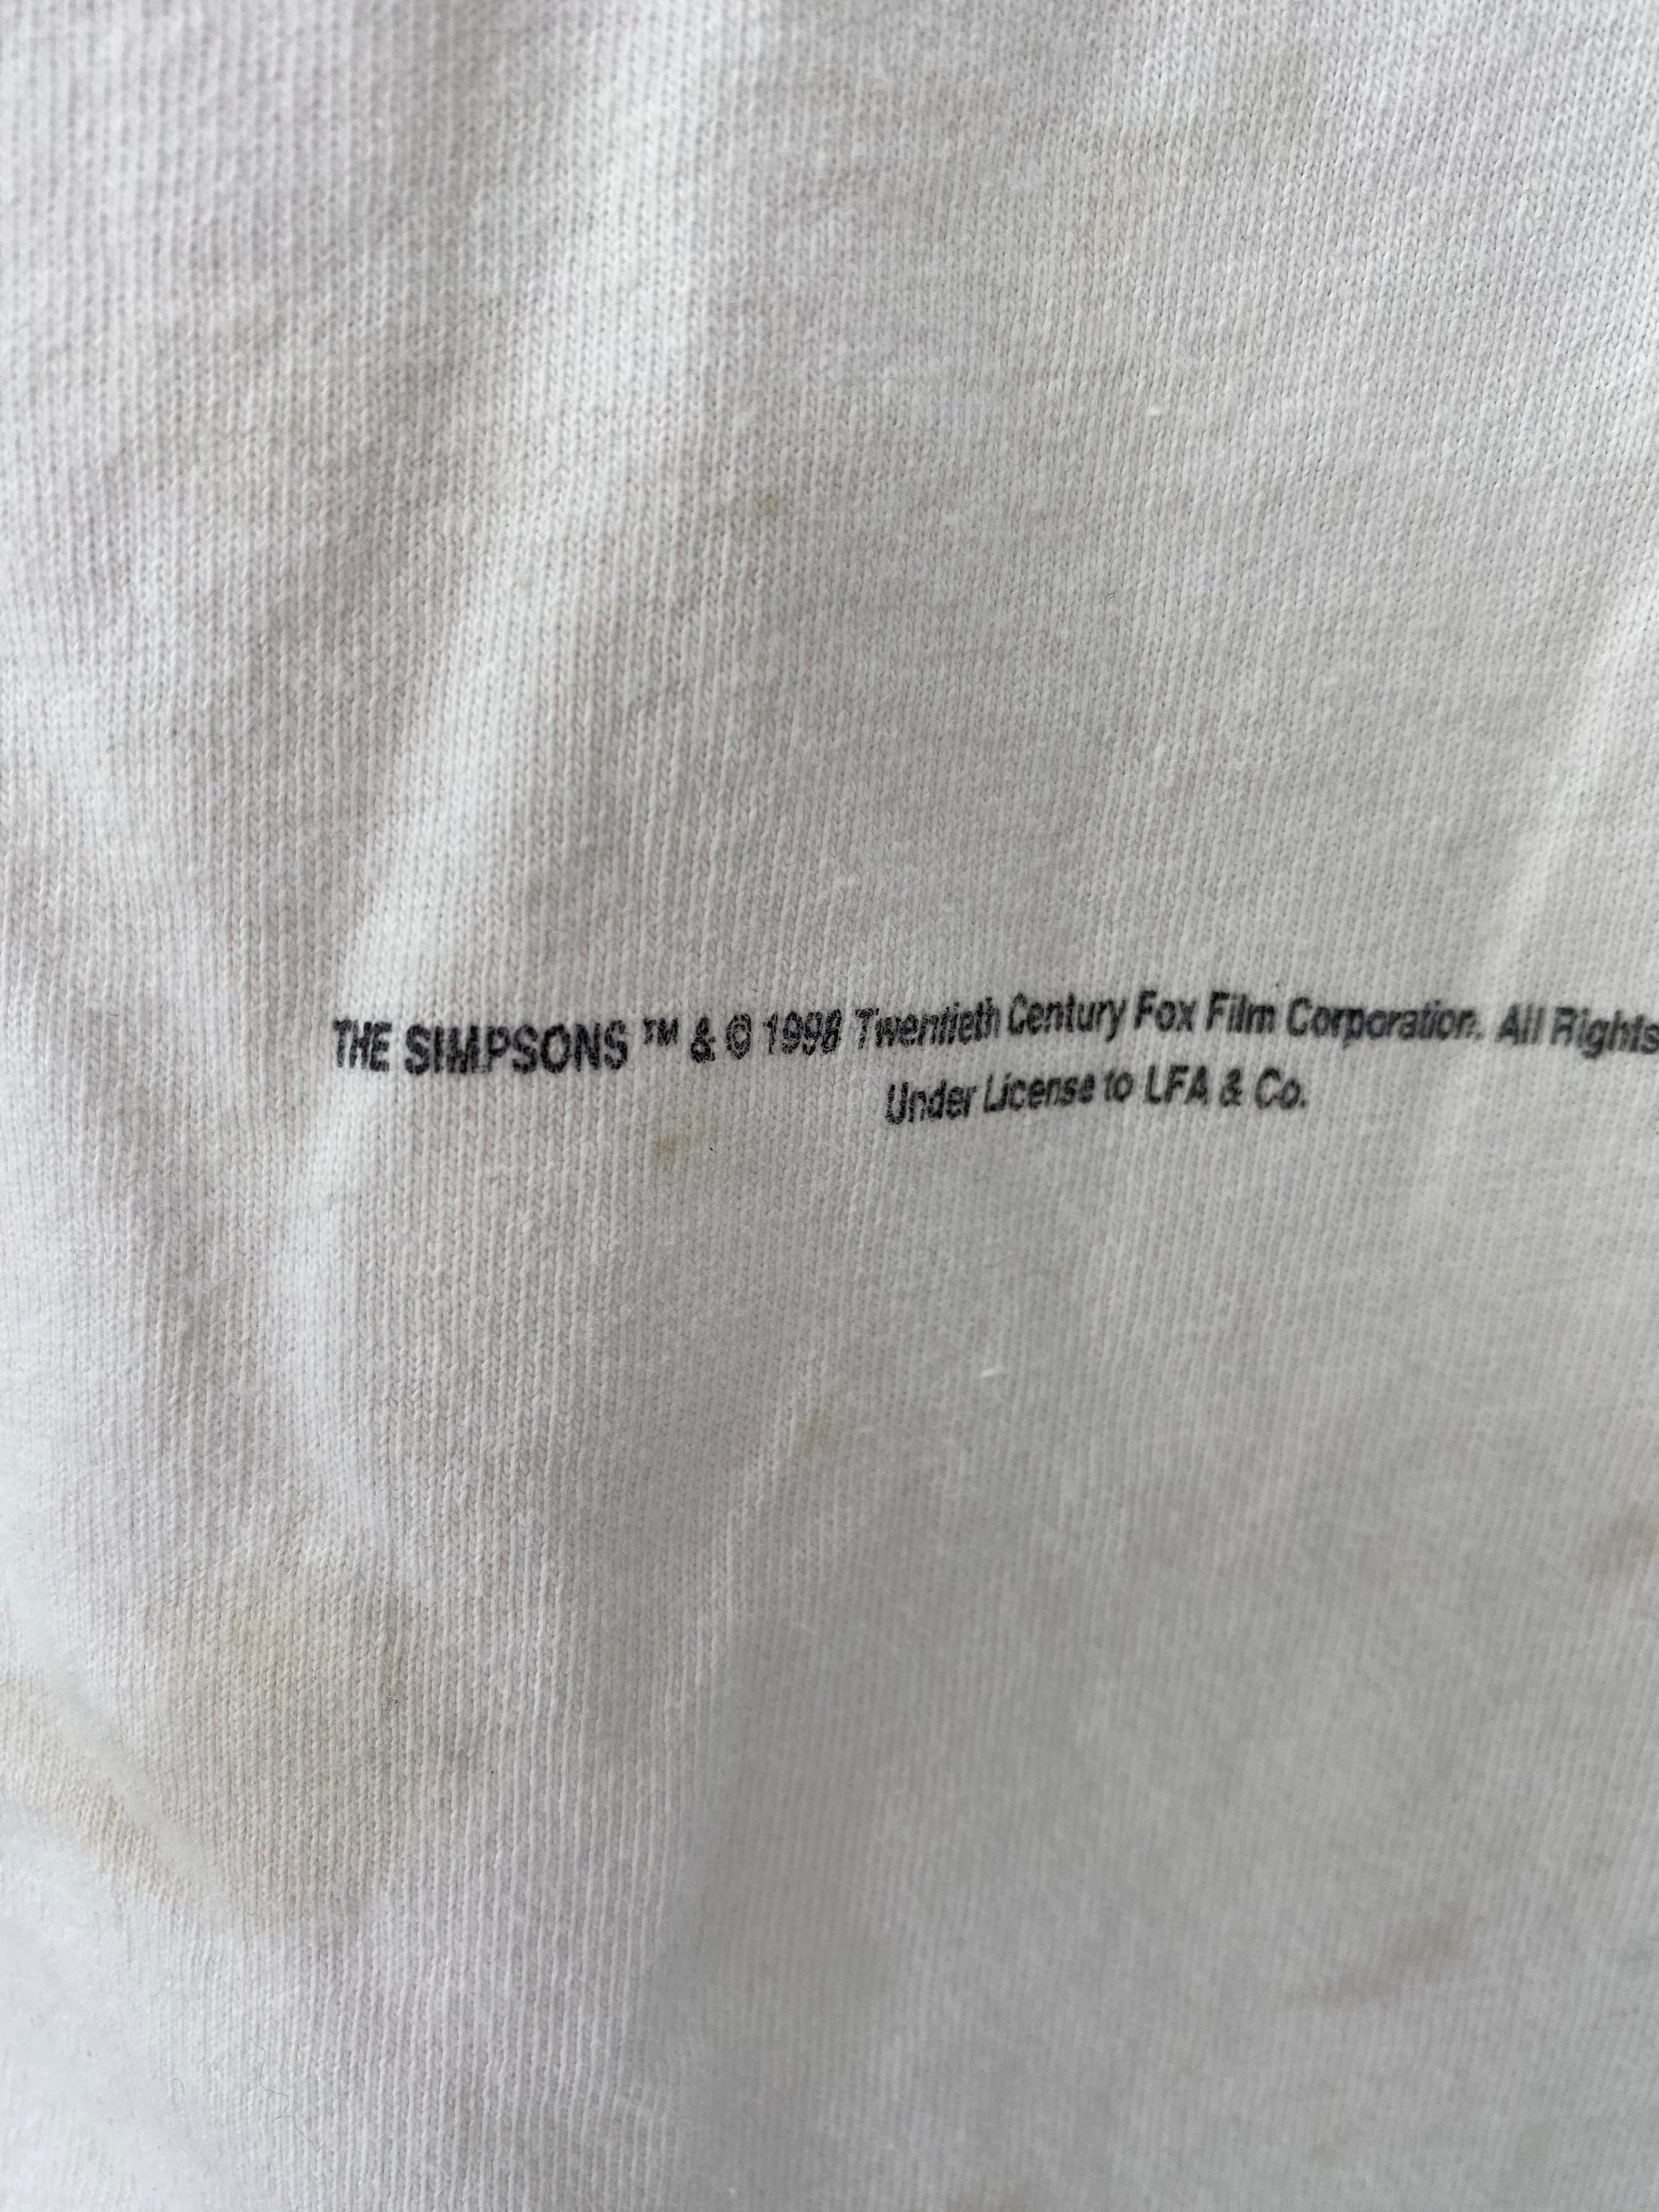 THE SIMPSONS ™ & © 1998 Twentieth Century Fox Film Corporation. All Rights
Under License to LFA & Co.